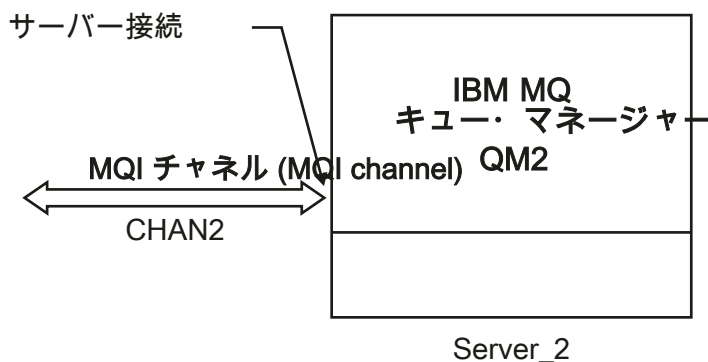 サーバー接続
IBM MQ
キュー・マネージャー
QM2
MQI チャネル (MQI channel)
CHAN2
Server_2